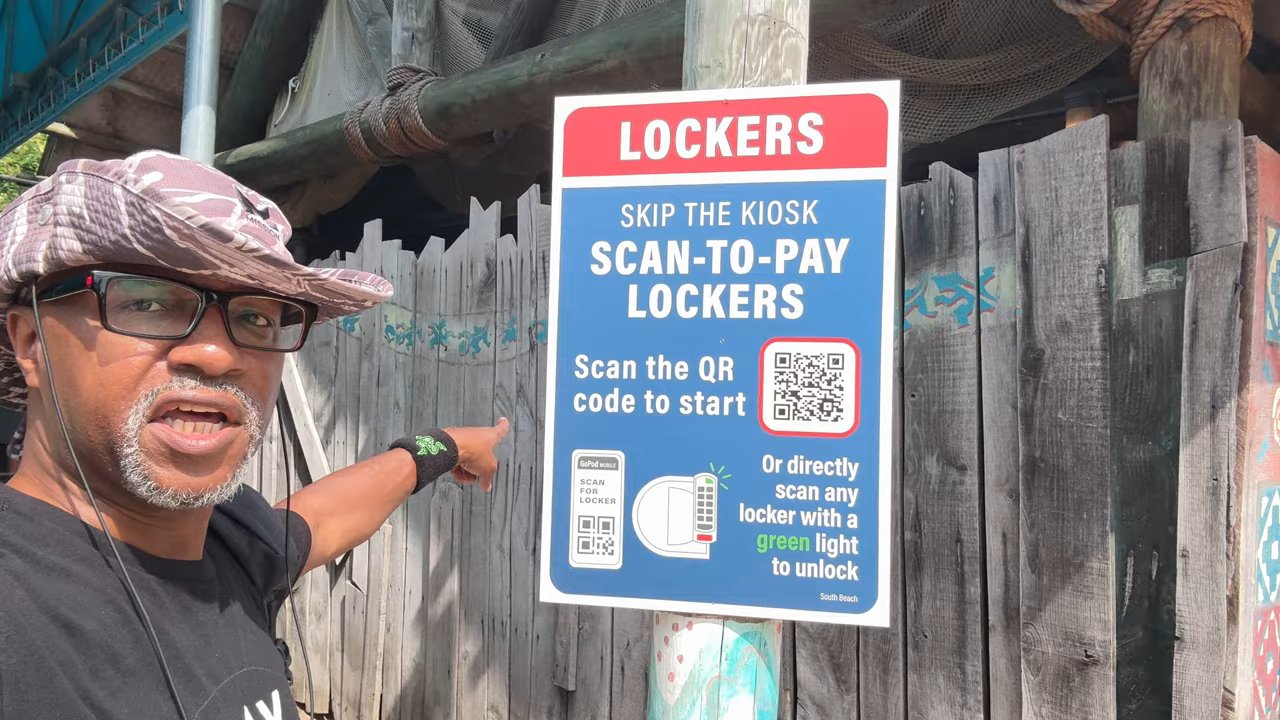 LOCKERS
SKIP THE KIOSK
SCAN-TO-PAY
LOCKERS
Scan the QR
code to start
GoPod MOBILE
SCAN
FOR
LOCKER
Or directly
scan any
locker with a
green light
to unlock
South Beach